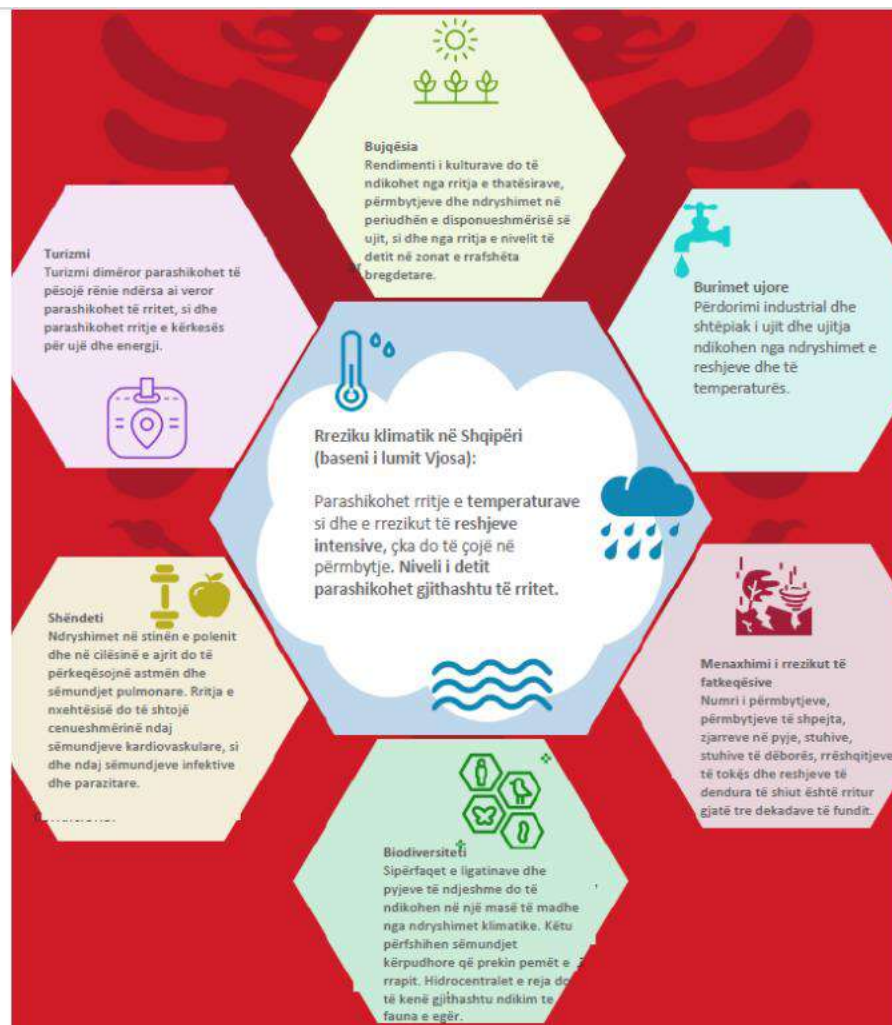 Bujqësia
Rendimenti i kulturave do të
ndikohet nga rritja e thatësirave,
përmbytjeve dhe ndryshimet në
periudhën e disponueshmërisë së
ujit, si dhe nga rritja e nivelit të
detit në zonat e rrafshëta
bregdetare.
Turizmi
Turizmi dimëror parashikohet të
pësojë rënie ndërsa ai veror
parashikohet të rritet, si dhe
parashikohet rritje e kërkesës
për ujë dhe energji.
Burimet ujore
Përdorimi industrial dhe
shtëpiak i ujit dhe ujitja
ndikohen nga ndryshimet e
reshjeve dhe të
temperaturës.
Rreziku klimatik në Shqipëri
(baseni i lumit Vjosa):
Parashikohet rritje e temperaturave
si dhe e rrezikut të reshjeve
intensive, çka do të çojë në
përmbytje. Niveli i detit
parashikohet gjithashtu të rritet.
Shëndeti
Ndryshimet në stinën e polenit
dhe në cilësinë e ajrit do të
përkeqësojnë astmën dhe
sëmundjet pulmonare. Rritja e
nxehtësisë do të shtojë
cenueshmërinë ndaj
sëmundjeve kardiovaskulare, si
dhe ndaj sëmundjeve infektive
dhe parazitare.
Menaxhimi i rrezikut të
fatkeqësive
Numri i përmbytjeve,
përmbytjeve të shpejta,
zjarreve në pyje, stuhive,
stuhive të dëborës, rrëshqitjeve
të tokës dhe reshjeve të
dendura të shiut është rritur
gjatë tre dekadave të fundit.
Biodiversiteti
Sipërfaqet e ligatinave dhe
pyjeve të ndjeshme do të
ndikohen në një masë të madhe
nga ndryshimet klimatike. Këtu
përfshihen sëmundjet
kërpudhore që prekin pemët e
rrapit. Hidrocentralet e reja do
të kenë gjithashtu ndikim te
fauna e egër.